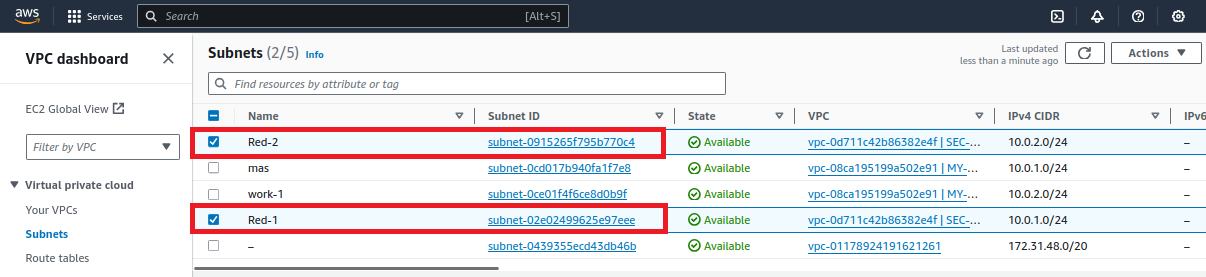 aws Services Search [Alt+S]
VPC dashboard
EC2 Global View
Filter by VPC
Virtual private cloud
Your VPCs
Subnets
Route tables
Subnets (2/5) Info
Last updated
less than a minute ago
Actions
Find resources by attribute or tag
Name Subnet ID State VPC IPv4 CIDR IPv6
Red-2 subnet-0915265f795b770c4 Available vpc-0d711c42b86382e4f | SEC-... 10.0.2.0/24 –
mas subnet-0cd017b940fa1f7e8 Available vpc-08ca195199a502e91 | MY-... 10.0.1.0/24 –
work-1 subnet-0ce01f4f6ce8d0b9f Available vpc-08ca195199a502e91 | MY-... 10.0.2.0/24 –
Red-1 subnet-02e02499625e97eee Available vpc-0d711c42b86382e4f | SEC-... 10.0.1.0/24 –
– subnet-0439355ecd43db46b Available vpc-01178924191621261 172.31.48.0/20 –